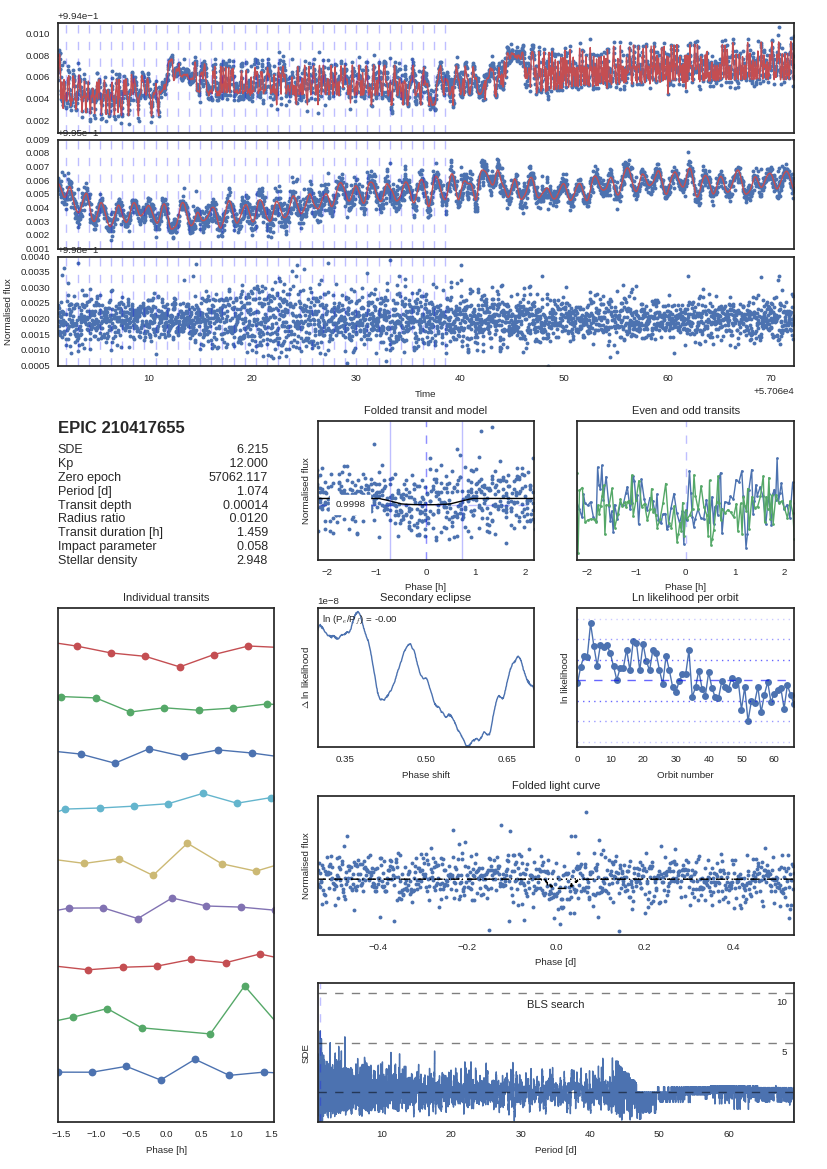 +9.94e−1
0.010
0.008
0.006
0.004
0.002
+9.95e−1
0.009
0.008
0.007
0.006
0.005
0.004
0.003
0.002
0.001
+9.98e−1
0.0040
0.0035
0.0030
0.0025
0.0020
0.0015
0.0010
0.0005
Normalised flux
10 20 30 40 50 60 70
Time
+5.706e4
EPIC 210417655
SDE 6.215
Kp 12.000
Zero epoch 57062.117
Period [d] 1.074
Transit depth 0.00014
Radius ratio 0.0120
Transit duration [h] 1.459
Impact parameter 0.058
Stellar density 2.948
Folded transit and model
Normalised flux
0.9998
−2 −1 0 1 2
Phase [h]
Even and odd transits
−2 −1 0 1 2
Phase [h]
Individual transits
−1.5 −1.0 −0.5 0.0 0.5 1.0 1.5
Phase [h]
Secondary eclipse
1e−8
Δ ln likelihood
0.35 0.50 0.65
Phase shift
Ln likelihood per orbit
ln likelihood
0 10 20 30 40 50 60
Orbit number
Folded light curve
Normalised flux
−0.4 −0.2 0.0 0.2 0.4
Phase [d]
BLS search
10
5
SDE
10 20 30 40 50 60
Period [d]